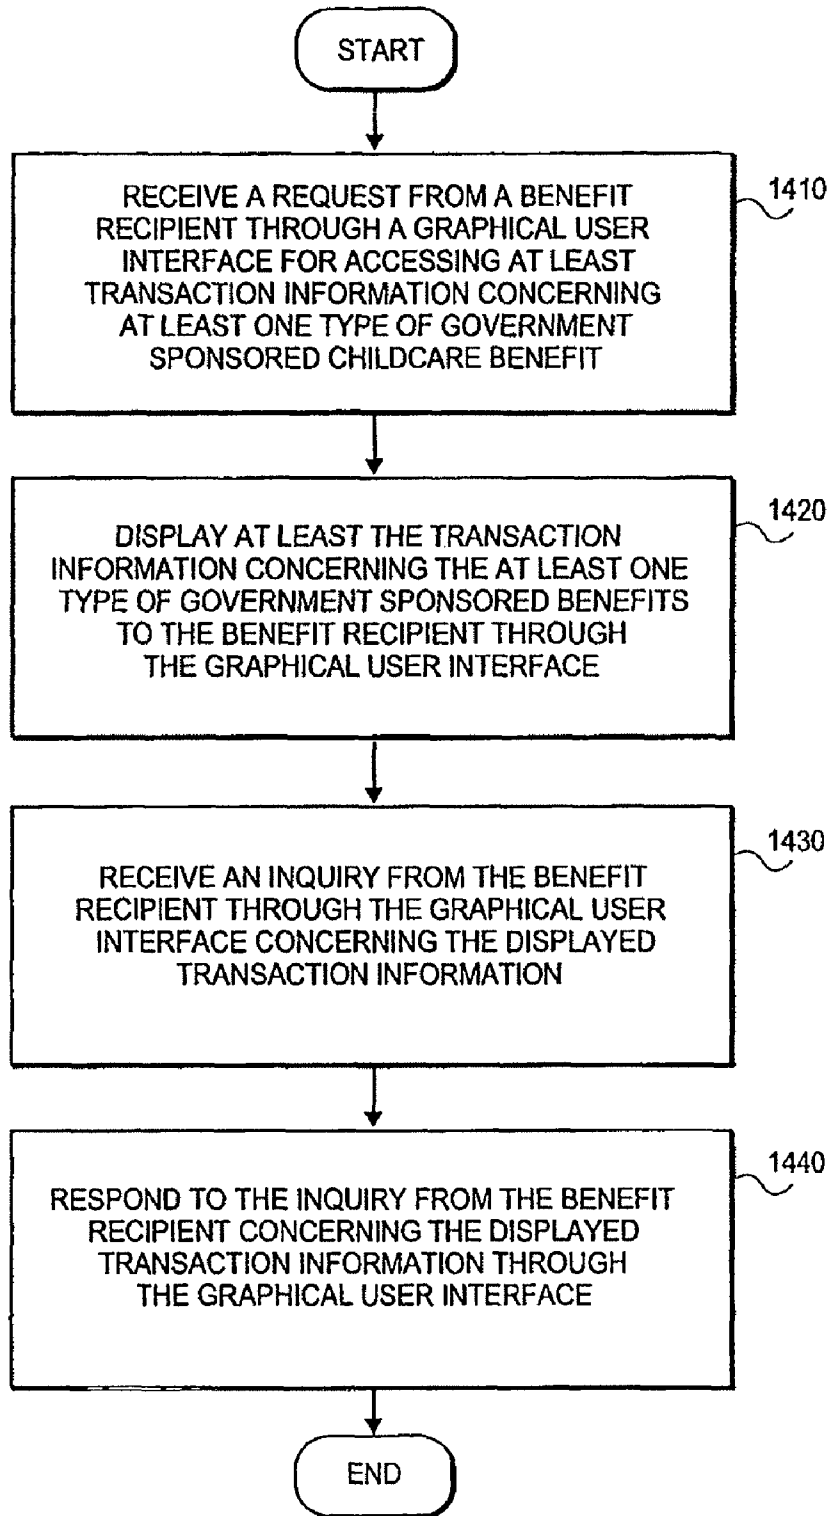 START
RECEIVE A REQUEST FROM A BENEFIT
RECIPIENT THROUGH A GRAPHICAL USER
INTERFACE FOR ACCESSING AT LEAST
TRANSACTION INFORMATION CONCERNING
AT LEAST ONE TYPE OF GOVERNMENT
SPONSORED CHILDCARE BENEFIT
1410
DISPLAY AT LEAST THE TRANSACTION
INFORMATION CONCERNING THE AT LEAST ONE
TYPE OF GOVERNMENT SPONSORED BENEFITS
TO THE BENEFIT RECIPIENT THROUGH
THE GRAPHICAL USER INTERFACE
1420
RECEIVE AN INQUIRY FROM THE BENEFIT
RECIPIENT THROUGH THE GRAPHICAL USER
INTERFACE CONCERNING THE DISPLAYED
TRANSACTION INFORMATION
1430
RESPOND TO THE INQUIRY FROM THE BENEFIT
RECIPIENT CONCERNING THE DISPLAYED
TRANSACTION INFORMATION THROUGH
THE GRAPHICAL USER INTERFACE
1440
END